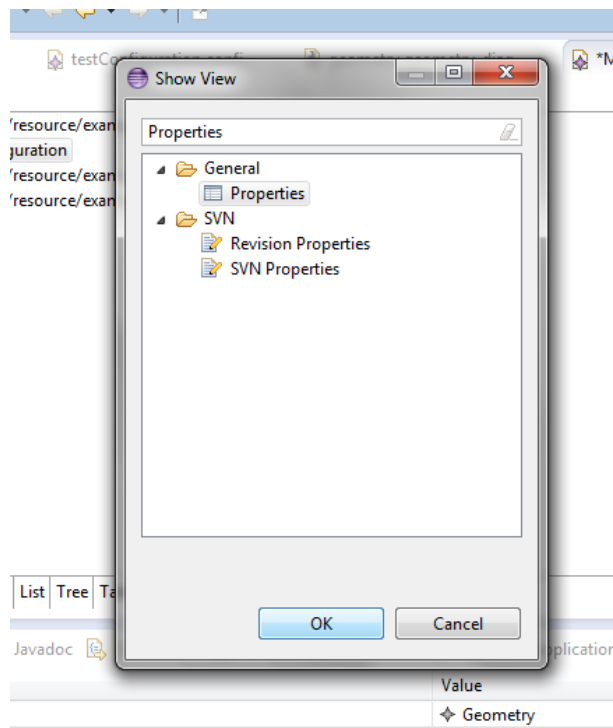 *M
Show View
/resource/exan
guration
/resource/exan
/resource/exan
Properties
General
Properties
SVN
Revision Properties
SVN Properties
List Tree Ta
OK Cancel
Javadoc
plication
Value
Geometry